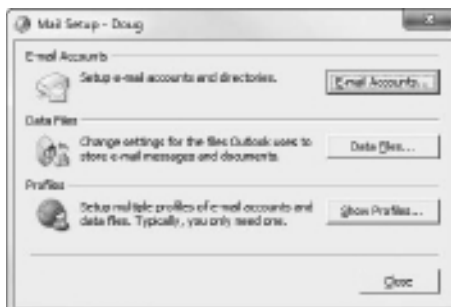 Mail Setup - Doug
E-mail Accounts
Setup e-mail accounts and directories.
E-mail Accounts...
Data Files
Change settings for the files Outlook uses to
store e-mail messages and documents.
Data Files...
Profiles
Setup multiple profiles of e-mail accounts and
data files. Typically, you only need one.
Show Profiles...
Close